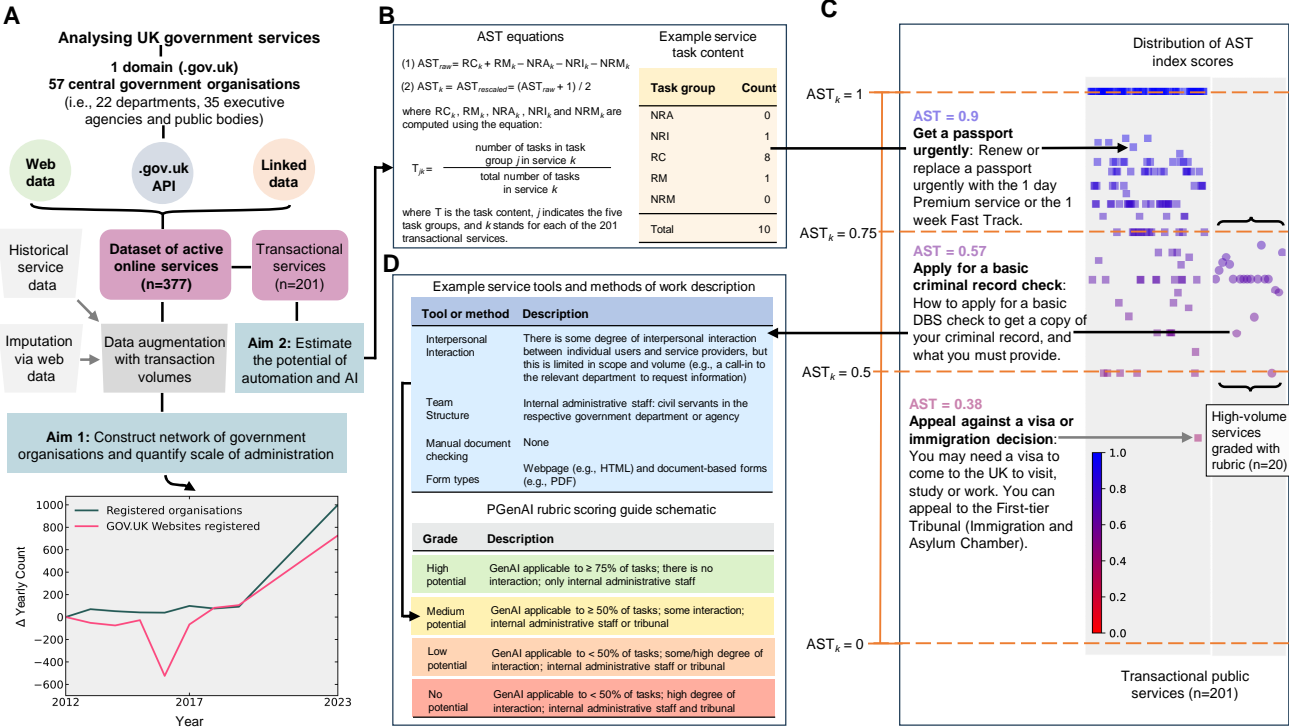 A
Analysing UK government services
1 domain (.gov.uk)
57 central government organisations
(i.e., 22 departments, 35 executive
agencies and public bodies)
Web
data
.gov.uk
API
Linked
data
Historical
service
data
Dataset of active
online services
(n=377)
Transactional
services
(n=201)
Imputation
via web
data
Data augmentation
with transaction
volumes
Aim 2: Estimate
the potential of
automation and AI
Aim 1: Construct network of government
organisations and quantify scale of administration
Registered organisations
GOV.UK Websites registered
Δ Yearly Count
1000
800
600
400
200
0
−200
−400
−600
2012
2017
2023
Year
B
AST equations
(1) ASTraw= RCk + RMk – NRAk – NRIk – NRMk
(2) ASTk = ASTrescaled= (ASTraw + 1) / 2
where RCk, RMk, NRAk, NRIk and NRMk are
computed using the equation:
Tjk =
number of tasks in task
group j in service k
total number of tasks
in service k
where T is the task content, j indicates the five
task groups, and k stands for each of the 201
transactional services.
Example service
task content
Task group Count
NRA 0
NRI 1
RC 8
RM 1
NRM 0
Total 10
D
Example service tools and methods of work description
Tool or method Description
Interpersonal
Interaction
There is some degree of interpersonal interaction
between individual users and service providers, but
this is limited in scope and volume (e.g., a call-in to
the relevant department to request information)
Team
Structure
Internal administrative staff: civil servants in the
respective government department or agency
Manual document
checking
None
Form types
Webpage (e.g., HTML) and document-based forms
(e.g., PDF)
PGenAI rubric scoring guide schematic
Grade Description
High
potential
GenAI applicable to ≥ 75% of tasks; there is no
interaction; only internal administrative staff
Medium
potential
GenAI applicable to ≥ 50% of tasks; some interaction;
internal administrative staff or tribunal
Low
potential
GenAI applicable to < 50% of tasks; some/high degree of
interaction; internal administrative staff or tribunal
No
potential
GenAI applicable to < 50% of tasks; high degree of
interaction; internal administrative staff and tribunal
C
Distribution of AST
index scores
ASTk = 1
ASTk = 0.75
ASTk = 0.5
ASTk = 0
AST = 0.9
Get a passport
urgently: Renew or
replace a passport
urgently with the 1 day
Premium service or the 1
week Fast Track.
AST = 0.57
Apply for a basic
criminal record check:
How to apply for a basic
DBS check to get a copy of
your criminal record, and
what you must provide.
AST = 0.38
Appeal against a visa or
immigration decision:
You may need a visa to
come to the UK to visit,
study or work. You can
appeal to the First-tier
Tribunal (Immigration and
Asylum Chamber).
High-volume
services
graded with
rubric (n=20)
1.0
0.8
0.6
0.4
0.2
0.0
Transactional public
services (n=201)